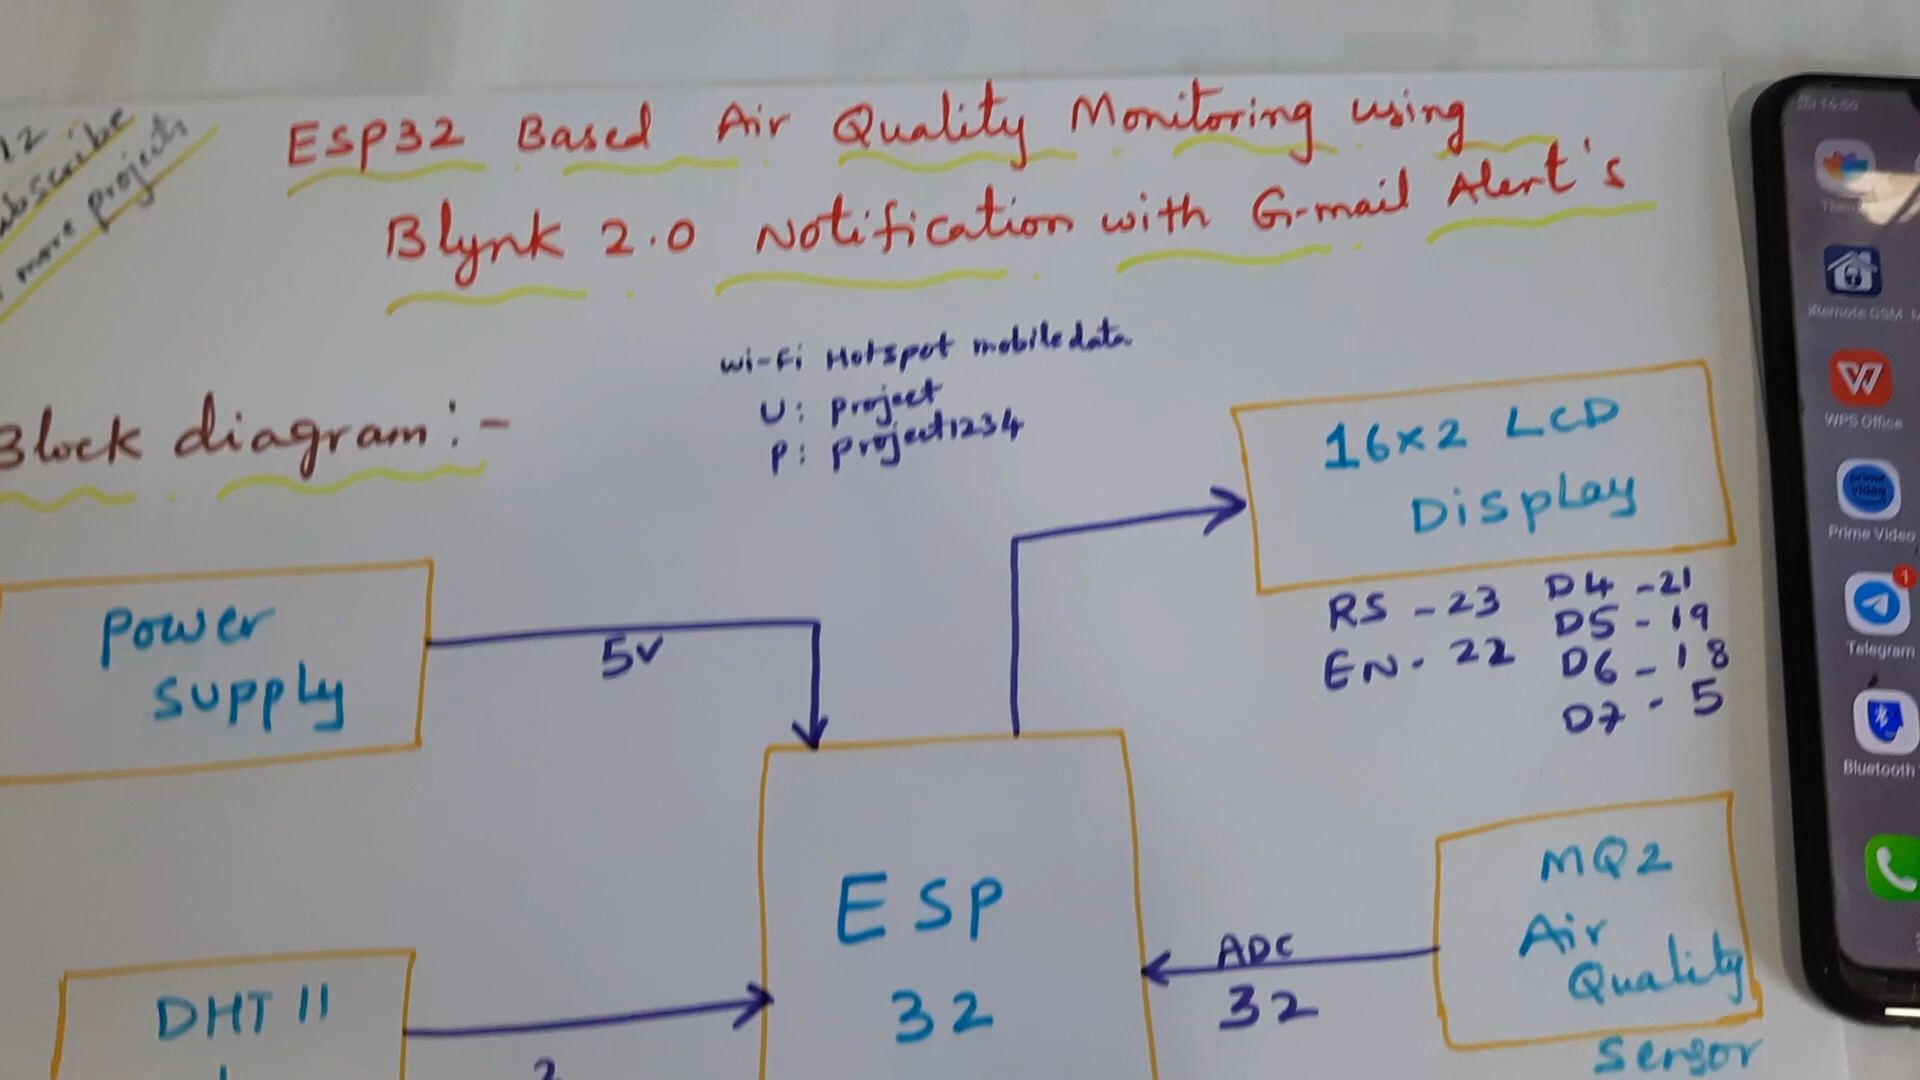 12
more projects
ESP32 Based Air Quality Monitoring using
Blynk 2.0 Notification with G-mail Alert's
Wi-Fi Hotspot mobile data
U: project
P: project1234
Block diagram:-
16x2 LCD
Display
RS - 23
EN - 22
D4 - 21
D5 - 19
D6 - 18
D7 - 5
Power
Supply
5V
ESP
32
MQ2
Air
Quality
Sensor
ADC
32
DHT 11
2
WPS Office
Prime Video
Telegram
1
Bluetooth